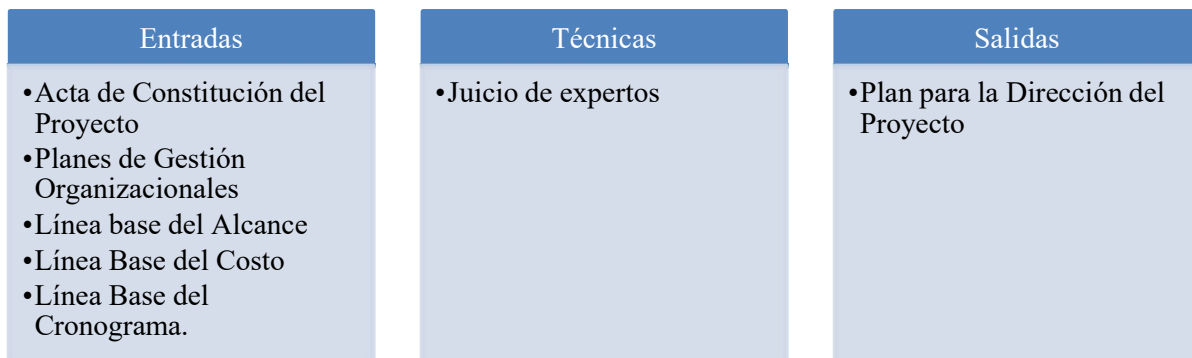 Entradas
•Acta de Constitución del
Proyecto
•Planes de Gestión
Organizacionales
•Línea base del Alcance
•Línea Base del Costo
•Línea Base del
Cronograma.
Técnicas
•Juicio de expertos
Salidas
•Plan para la Dirección del
Proyecto